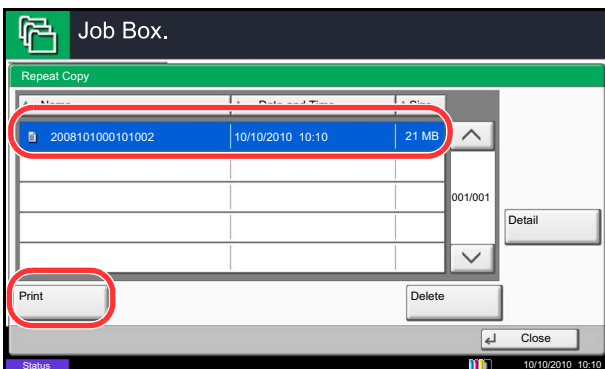 Job Box.
Repeat Copy
Name Date and Time Size
2008101000101002 10/10/2010 10:10 21 MB
001/001
Detail
Print Delete
Close
Status 10/10/2010 10:10